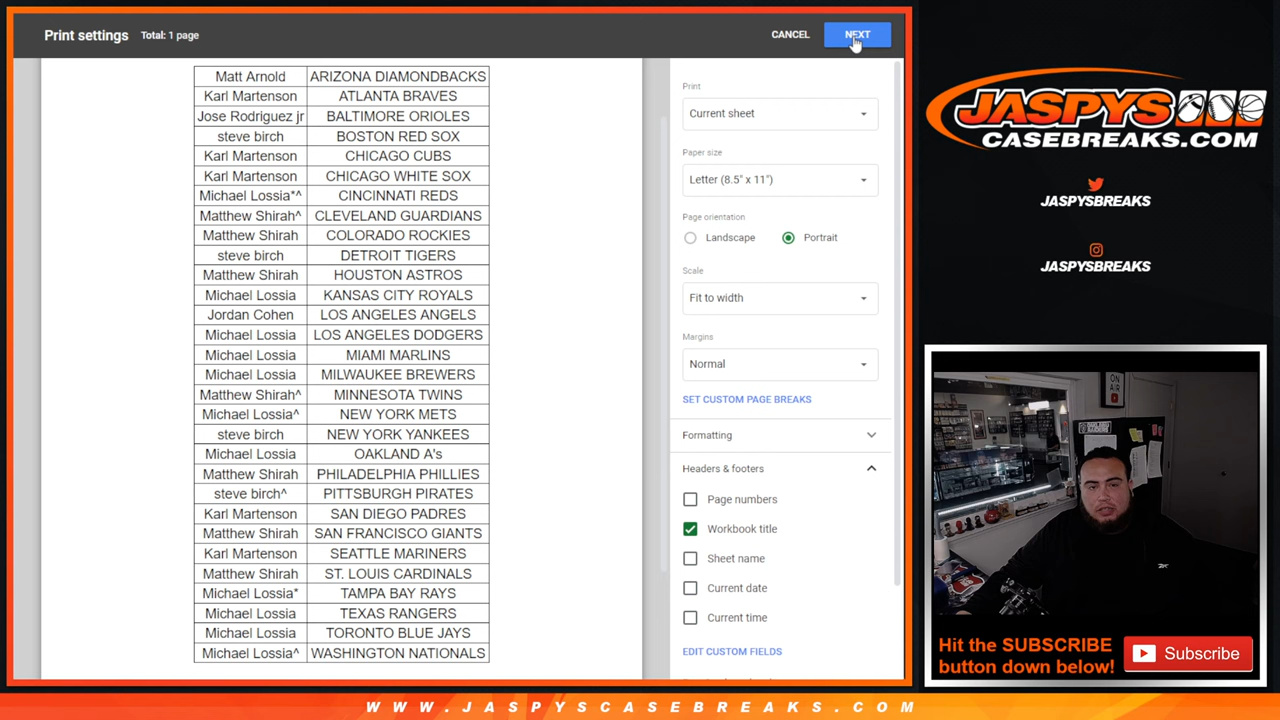 Print settings Total: 1 page CANCEL NEXT
Matt Arnold ARIZONA DIAMONDBACKS
Karl Martenson ATLANTA BRAVES
Jose Rodriguez jr BALTIMORE ORIOLES
steve birch BOSTON RED SOX
Karl Martenson CHICAGO CUBS
Karl Martenson CHICAGO WHITE SOX
Michael Lossia*^ CINCINNATI REDS
Matthew Shirah^ CLEVELAND GUARDIANS
Matthew Shirah COLORADO ROCKIES
steve birch DETROIT TIGERS
Matthew Shirah HOUSTON ASTROS
Michael Lossia KANSAS CITY ROYALS
Jordan Cohen LOS ANGELES ANGELS
Michael Lossia LOS ANGELES DODGERS
Michael Lossia MIAMI MARLINS
Michael Lossia MILWAUKEE BREWERS
Matthew Shirah^ MINNESOTA TWINS
Michael Lossia^ NEW YORK METS
steve birch NEW YORK YANKEES
Michael Lossia OAKLAND A's
Matthew Shirah PHILADELPHIA PHILLIES
steve birch^ PITTSBURGH PIRATES
Karl Martenson SAN DIEGO PADRES
Matthew Shirah SAN FRANCISCO GIANTS
Karl Martenson SEATTLE MARINERS
Matthew Shirah ST. LOUIS CARDINALS
Michael Lossia* TAMPA BAY RAYS
Michael Lossia TEXAS RANGERS
Michael Lossia TORONTO BLUE JAYS
Michael Lossia^ WASHINGTON NATIONALS
Print
Current sheet
Paper size
Letter (8.5" x 11")
Page orientation
Landscape Portrait
Scale
Fit to width
Margins
Normal
SET CUSTOM PAGE BREAKS
Formatting
Headers & footers
Page numbers
Workbook title
Sheet name
Current date
Current time
EDIT CUSTOM FIELDS
JASPYS
CASEBREAKS.COM
JASPYSBREAKS
JASPYSBREAKS
ON AIR
Hit the SUBSCRIBE
button down below!
Subscribe
WWW.JASPYSCASEBREAKS.COM